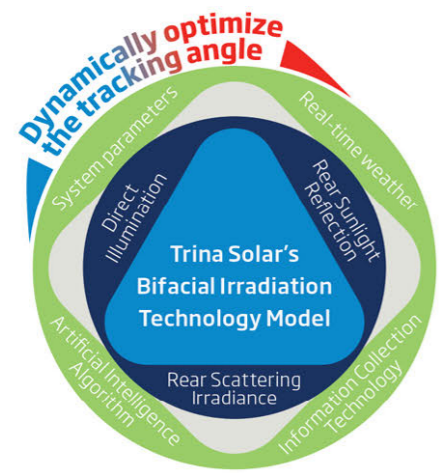 Dynamically optimize
the tracking angle
System parameters
Real-time weather
Direct
Illumination
Rear Sunlight
Reflection
Trina Solar's
Bifacial Irradiation
Technology Model
Rear Scattering
Irradiance
Artificial Intelligence
Algorithm
Information Collection
Technology